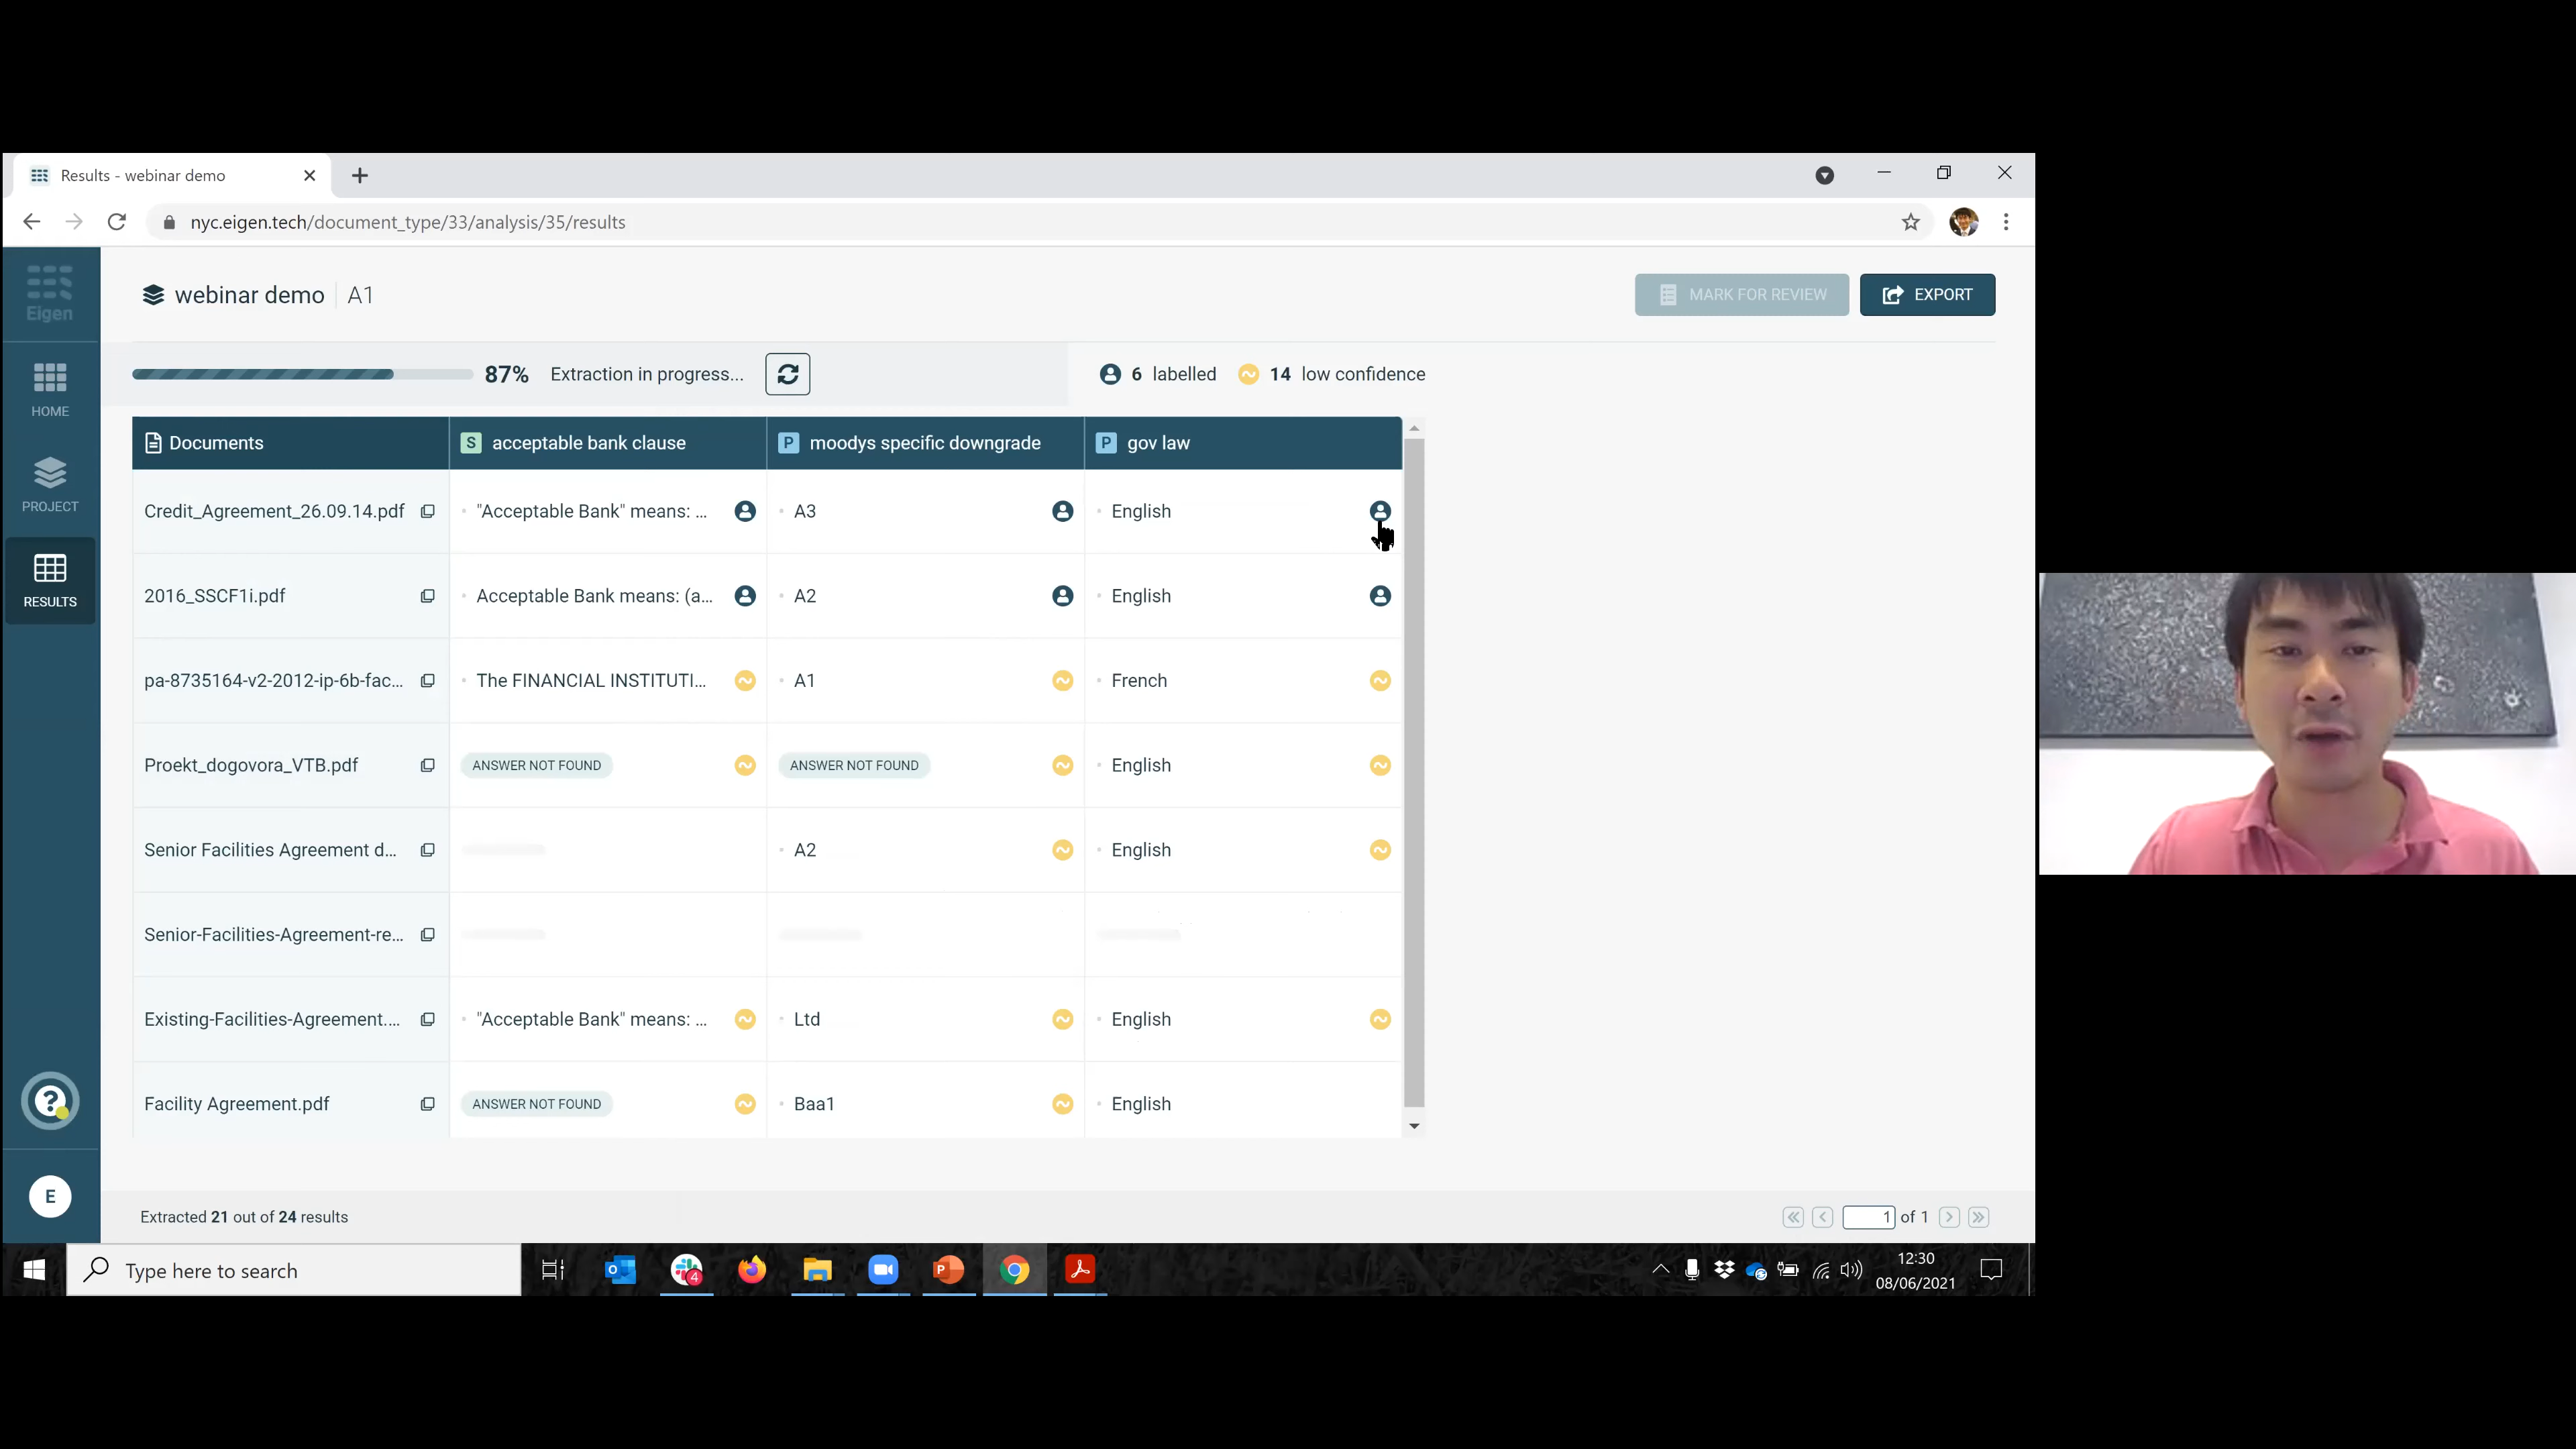 Results - webinar demo
nyc.eigen.tech/document_type/33/analysis/35/results
Eigen
webinar demo A1
MARK FOR REVIEW
EXPORT
HOME
PROJECT
RESULTS
87% Extraction in progress...
6 labelled 14 low confidence
Documents S acceptable bank clause P moodys specific downgrade P gov law
Credit_Agreement_26.09.14.pdf "Acceptable Bank" means: ... A3 English
2016_SSCF1i.pdf Acceptable Bank means: (a... A2 English
pa-8735164-v2-2012-ip-6b-fac... The FINANCIAL INSTITUTI... A1 French
Proekt_dogovora_VTB.pdf ANSWER NOT FOUND ANSWER NOT FOUND English
Senior Facilities Agreement d... A2 English
Senior-Facilities-Agreement-re...
Existing-Facilities-Agreement.... "Acceptable Bank" means: ... Ltd English
Facility Agreement.pdf ANSWER NOT FOUND Baa1 English
?
E
Extracted 21 out of 24 results
1 of 1
Type here to search
O
4
P
12:30
08/06/2021